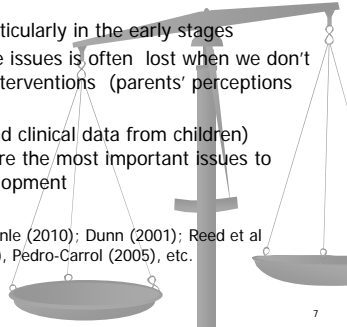 ticularly in the early stages
e issues is often lost when we don't
terventions (parents' perceptions
d clinical data from children)
re the most important issues to
opment
nle (2010); Dunn (2001); Reed et al
), Pedro-Carrol (2005), etc.
7